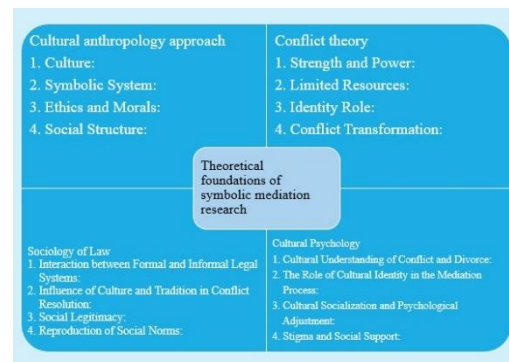 Cultural anthropology approach
1. Culture:
2. Symbolic System:
3. Ethics and Morals:
4. Social Structure:
Conflict theory
1. Strength and Power:
2. Limited Resources:
3. Identity Role:
4. Conflict Transformation:
Theoretical
foundations of
symbolic mediation
research
Sociology of Law
1. Interaction between Formal and Informal Legal
Systems:
2. Influence of Culture and Tradition in Conflict
Resolution:
3. Social Legitimacy:
4. Reproduction of Social Norms:
Cultural Psychology
1. Cultural Understanding of Conflict and Divorce:
2. The Role of Cultural Identity in the Mediation
Process:
3. Cultural Socialization and Psychological
Adjustment:
4. Stigma and Social Support: